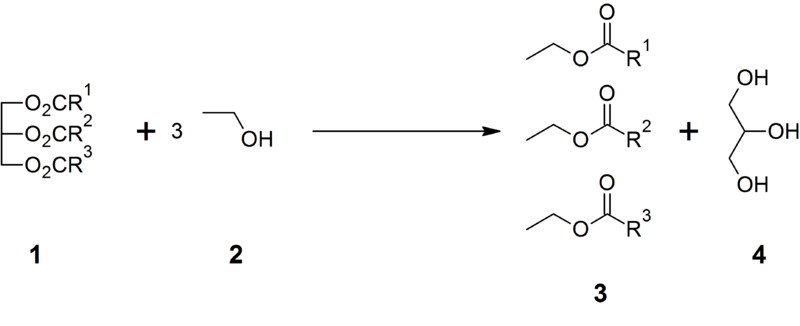 O₂CR¹
O₂CR²
O₂CR³
1
+
3
OH
2
O
O
R¹
O
O
R²
O
O
R³
3
+
OH
OH
OH
4